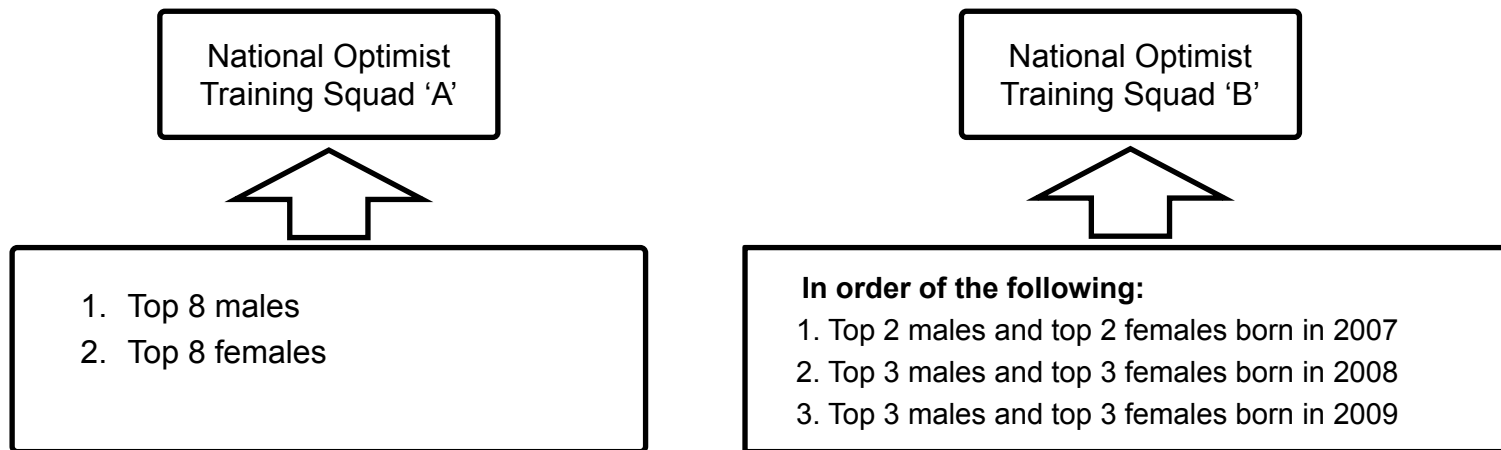 National Optimist
Training Squad ‘A’
1. Top 8 males
2. Top 8 females
National Optimist
Training Squad ‘B’
In order of the following:
1. Top 2 males and top 2 females born in 2007
2. Top 3 males and top 3 females born in 2008
3. Top 3 males and top 3 females born in 2009